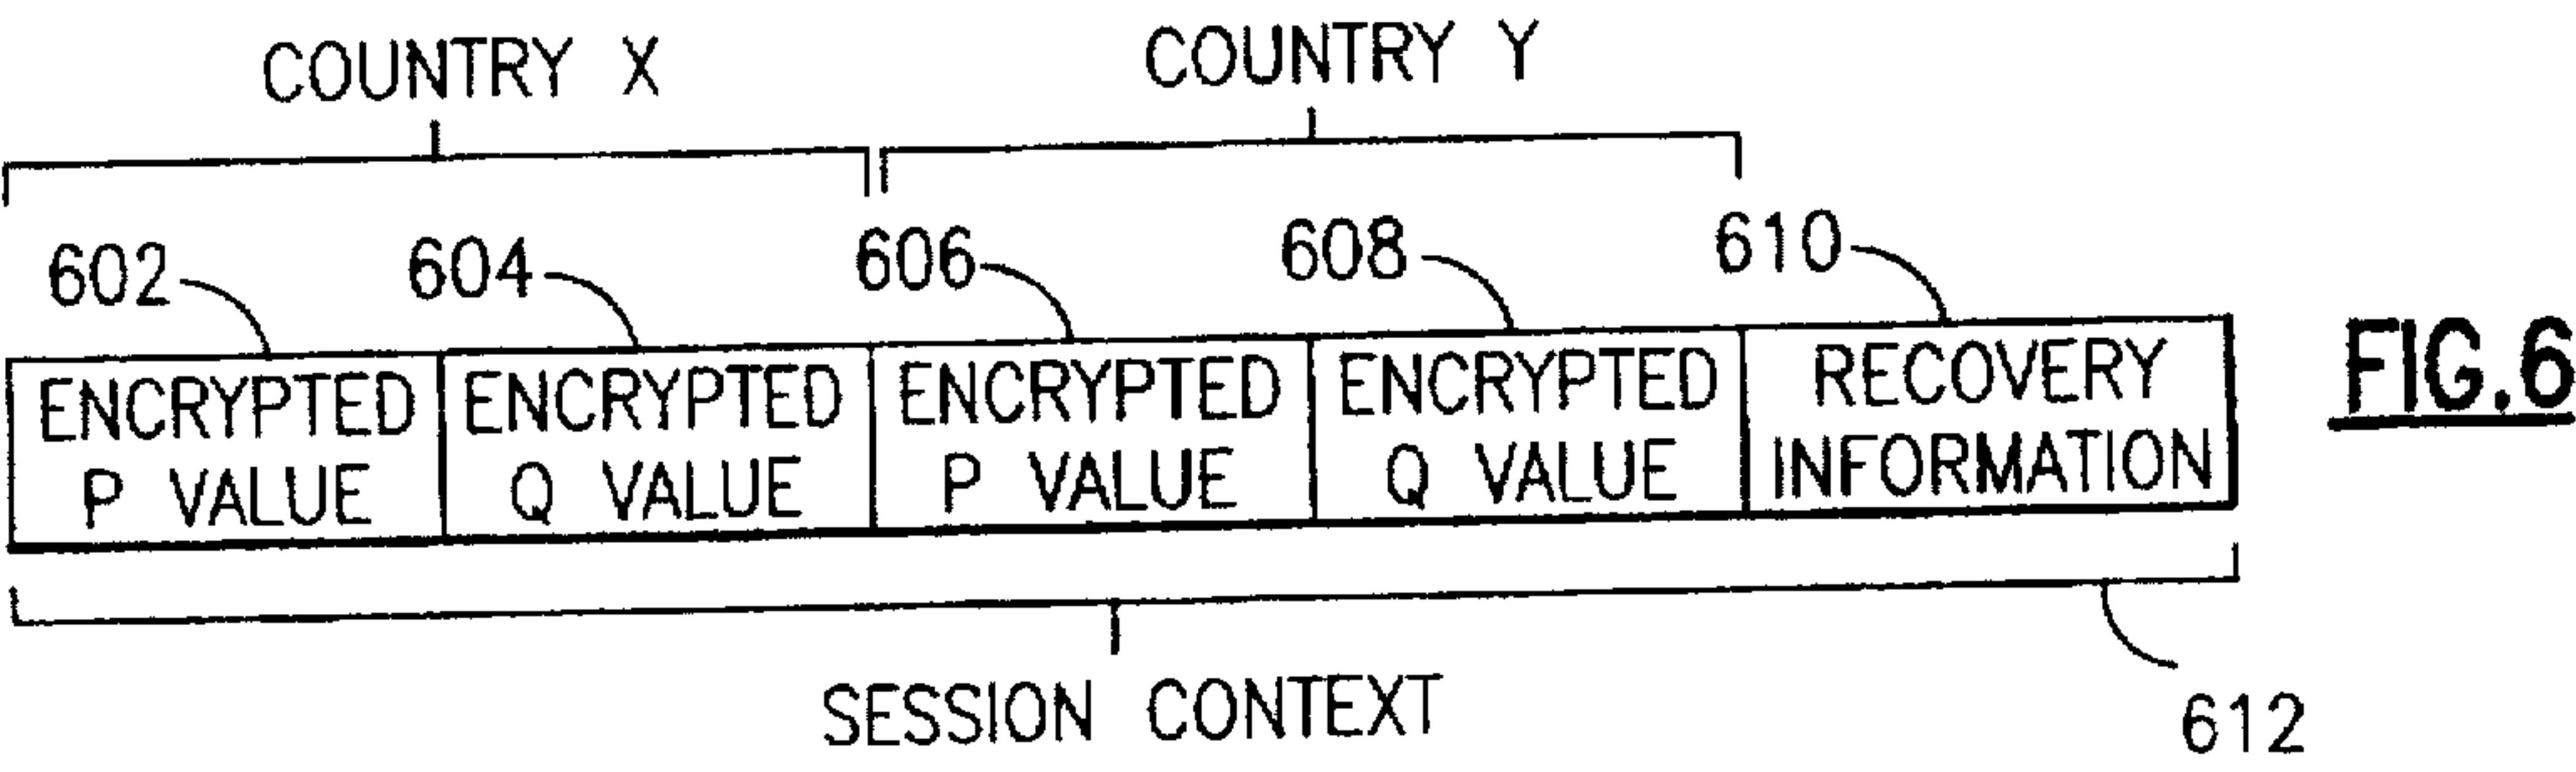 COUNTRY X
COUNTRY Y
602
604
606
608
610
ENCRYPTED P VALUE
ENCRYPTED Q VALUE
ENCRYPTED P VALUE
ENCRYPTED Q VALUE
RECOVERY INFORMATION
FIG.6
SESSION CONTEXT
612